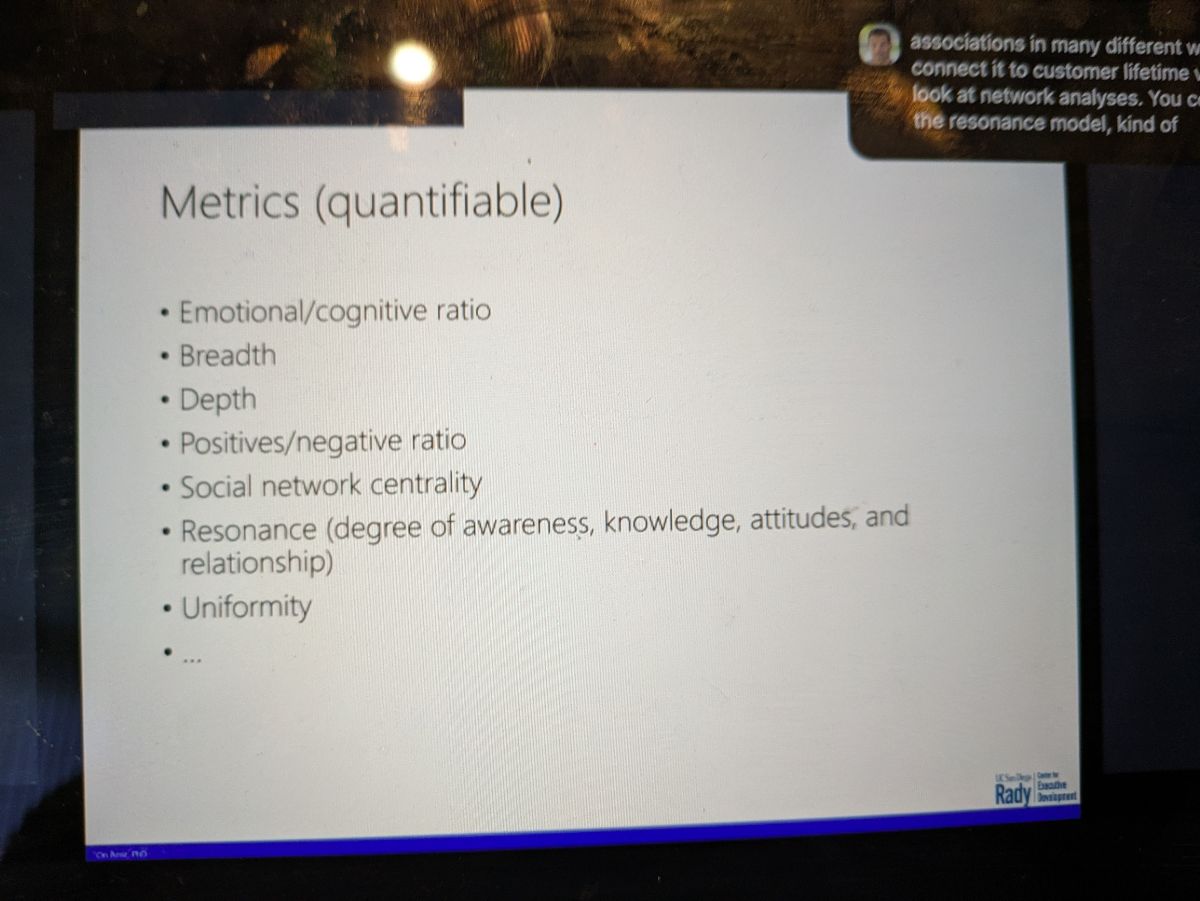 associations in many different w
connect it to customer lifetime v
look at network analyses. You c
the resonance model, kind of
Metrics (quantifiable)
• Emotional/cognitive ratio
• Breadth
• Depth
• Positives/negative ratio
• Social network centrality
• Resonance (degree of awareness, knowledge, attitudes, and
relationship)
• Uniformity
• ...
UC San Diego
Rady
Center for
Executive
Development
PhD